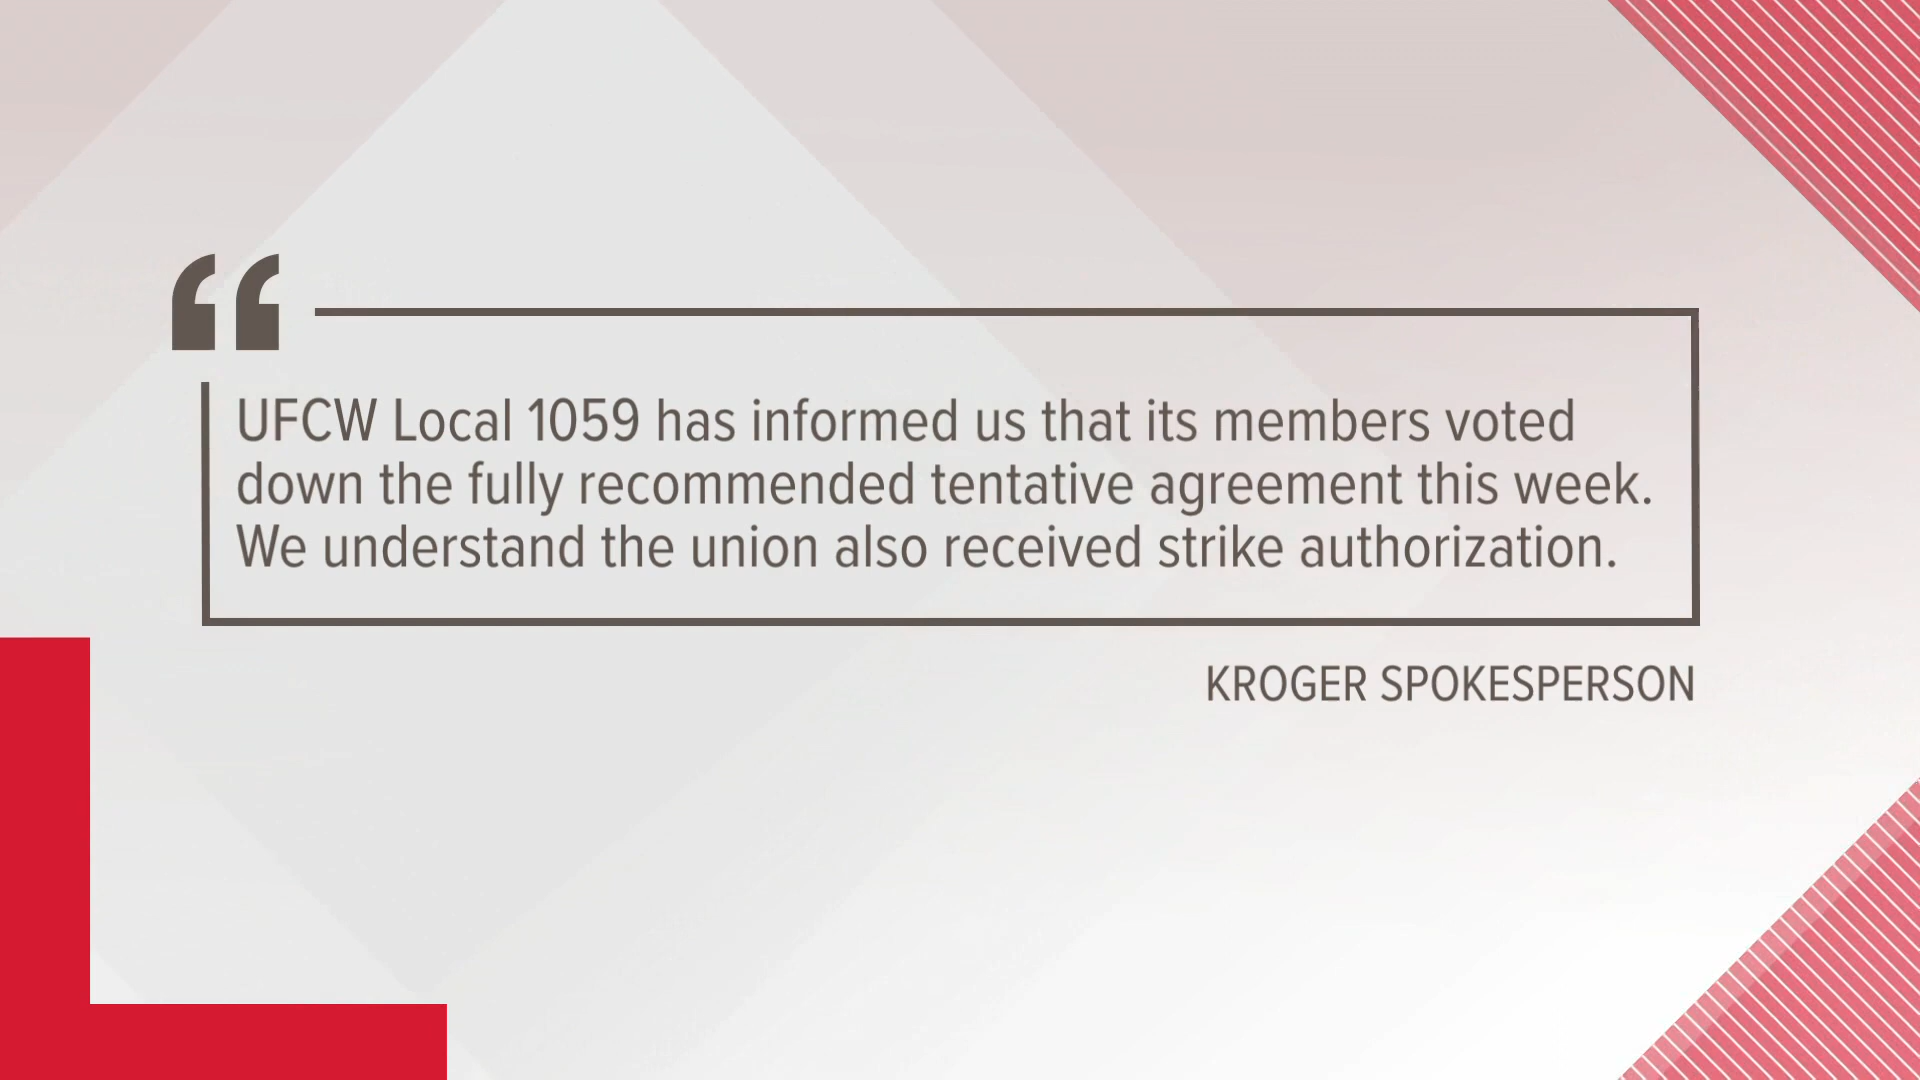 “
UFCW Local 1059 has informed us that its members voted
down the fully recommended tentative agreement this week.
We understand the union also received strike authorization.
KROGER SPOKESPERSON